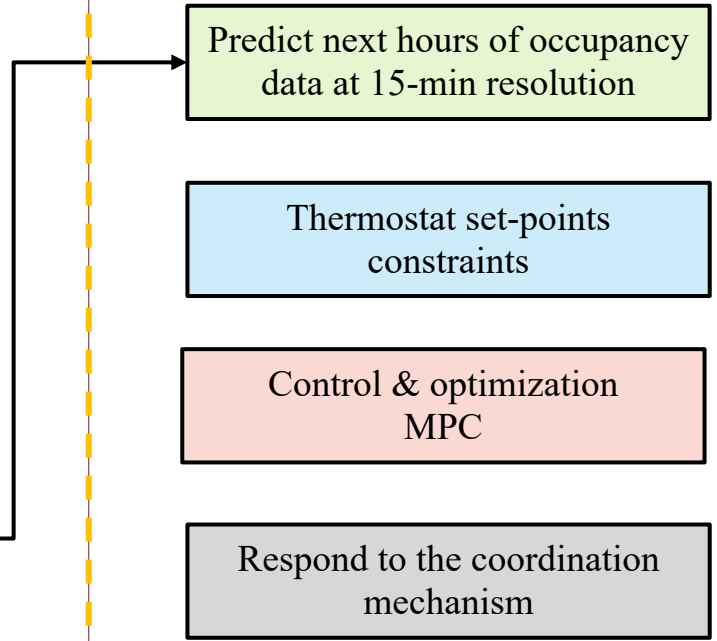 Predict next hours of occupancy
data at 15-min resolution
Thermostat set-points
constraints
Control & optimization
MPC
Respond to the coordination
mechanism